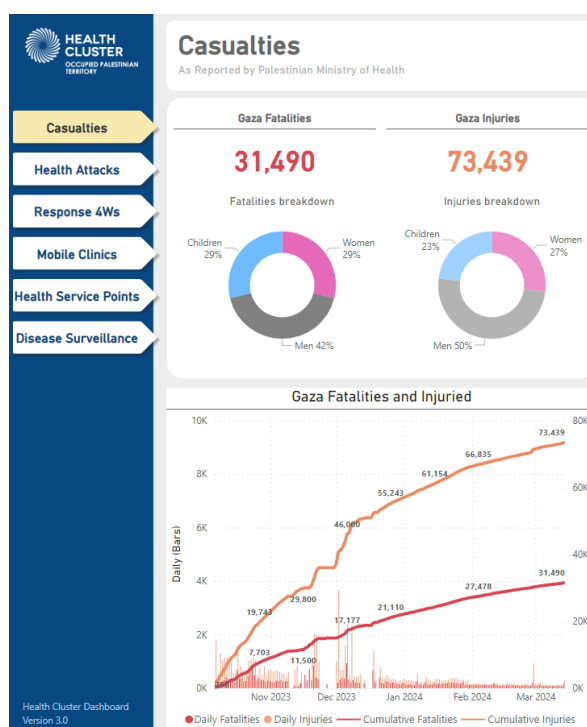 HEALTH
CLUSTER
OCCUPIED PALESTINIAN
TERRITORY
Casualties
Health Attacks
Response 4Ws
Mobile Clinics
Health Service Points
Disease Surveillance
Health Cluster Dashboard
Version 3.0
Casualties
As Reported by Palestinian Ministry of Health
Gaza Fatalities
31,490
Fatalities breakdown
Children
29%
Women
29%
Men 42%
Gaza Injuries
73,439
Injuries breakdown
Children
23%
Women
27%
Men 50%
Gaza Fatalities and Injuried
10K
8K
6K
4K
2K
0K
Daily (Bars)
80K
60K
40K
20K
0K
19,743
29,800
46,000
55,243
61,154
66,835
73,439
7,703
11,500
17,177
21,110
27,478
31,490
Nov 2023
Dec 2023
Jan 2024
Feb 2024
Mar 2024
Daily Fatalities
Daily Injuries
Cumulative Fatalities
Cumulative Injuries